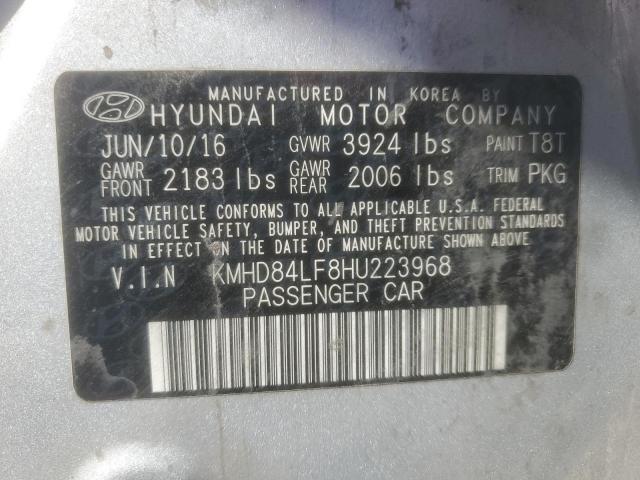 MANUFACTURED IN KOREA BY
HYUNDAI MOTOR COMPANY
JUN/10/16 GVWR 3924 lbs PAINT T8T
GAWR FRONT 2183 lbs GAWR REAR 2006 lbs TRIM PKG
THIS VEHICLE CONFORMS TO ALL APPLICABLE U.S.A. FEDERAL
MOTOR VEHICLE SAFETY, BUMPER, AND THEFT PREVENTION STANDARDS
IN EFFECT ON THE DATE OF MANUFACTURE SHOWN ABOVE.
V.I.N KMHD84LF8HU223968
PASSENGER CAR